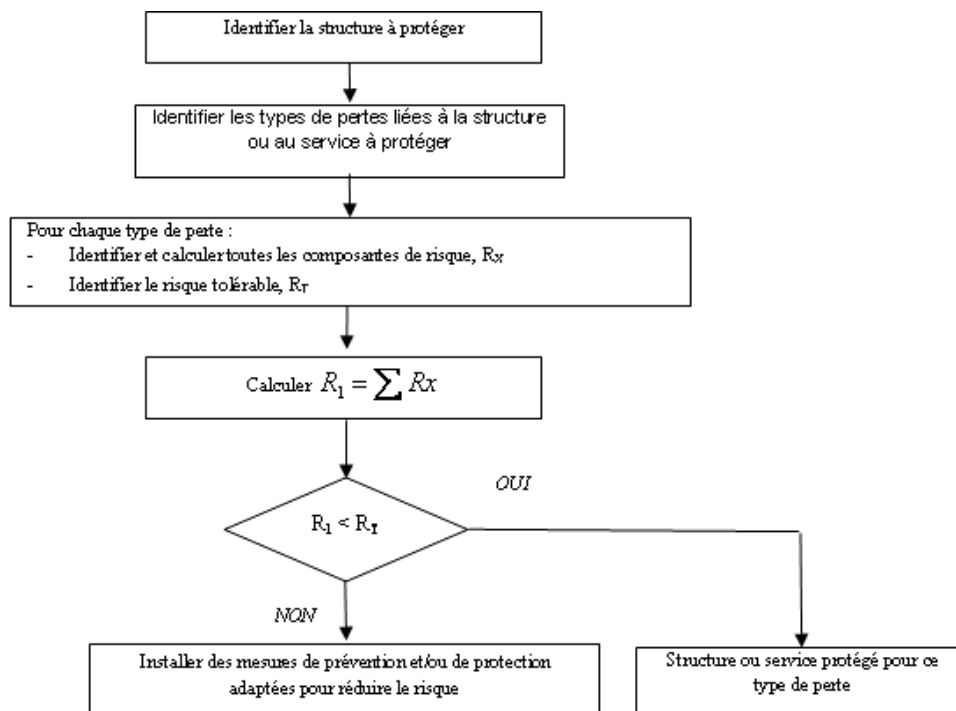 Identifier la structure à protéger
Identifier les types de pertes liées à la structure
ou au service à protéger
Pour chaque type de perte :
- Identifier et calculer toutes les composantes de risque, Rx
- Identifier le risque tolérable, RT
Calculer R₁ = ∑ Rx
OUI
R₁ < RT
NON
Installer des mesures de prévention et/ou de protection
adaptées pour réduire le risque
Structure ou service protégé pour ce
type de perte